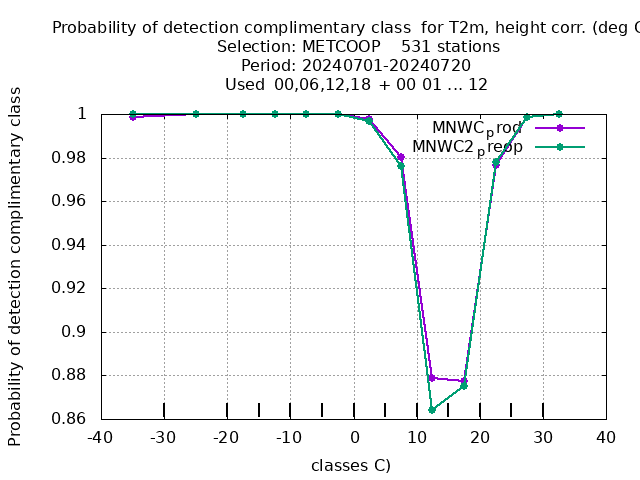 Probability of detection complimentary class for T2m, height corr. (deg C
Selection: METCOOP 531 stations
Period: 20240701-20240720
Used 00,06,12,18 + 00 01 ... 12
Probability of detection complimentary class
1
0.98
0.96
0.94
0.92
0.9
0.88
0.86
MNWCprod
MNWC2preop
-40 -30 -20 -10 0 10 20 30 40
classes C)